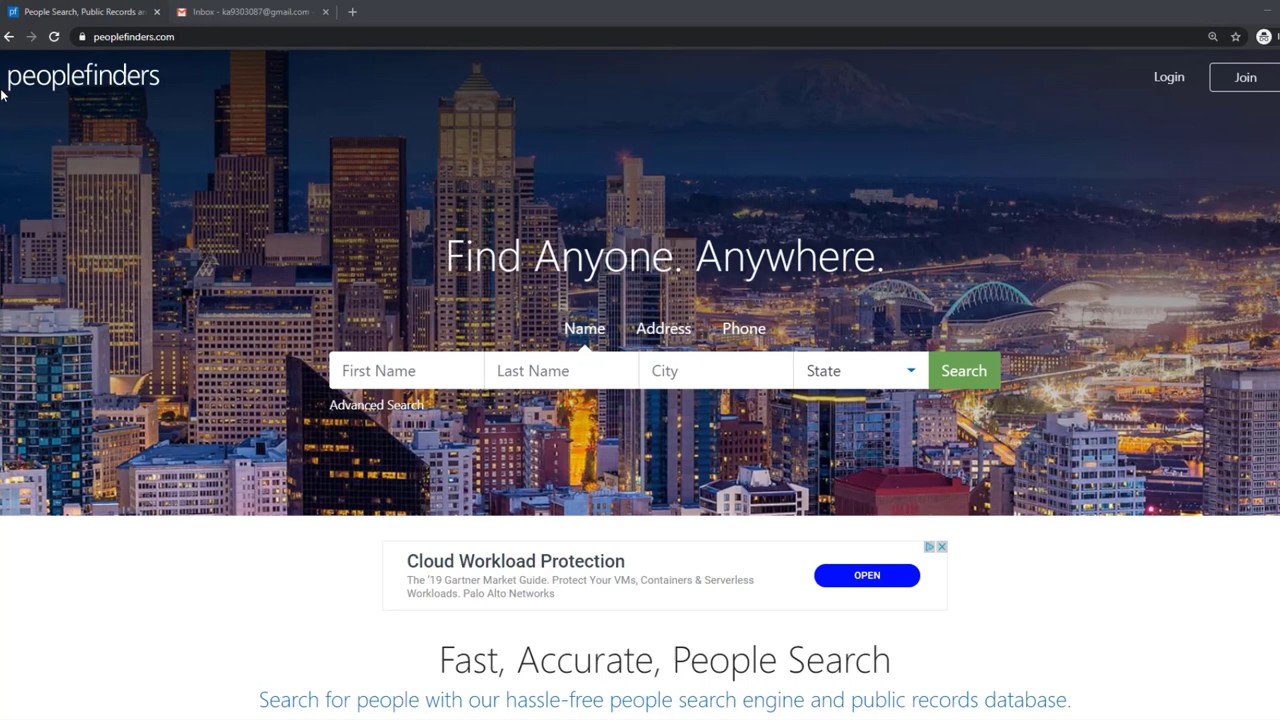 People Search, Public Records an
Inbox - ka9303087@gmail.com -
peoplefinders.com
peoplefinders
Login
Join
Find Anyone. Anywhere.
Name Address Phone
First Name Last Name City State Search
Advanced Search
Cloud Workload Protection
The '19 Gartner Market Guide. Protect Your VMs, Containers & Serverless
Workloads. Palo Alto Networks
OPEN
Fast, Accurate, People Search
Search for people with our hassle-free people search engine and public records database.